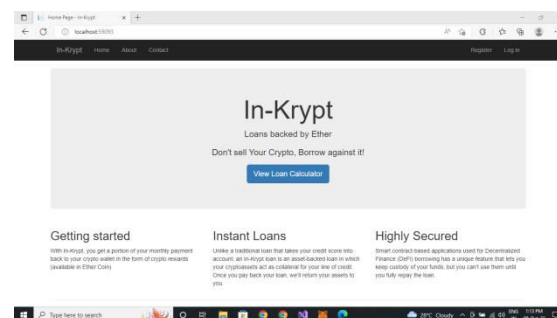 Home Page - In-Krypt
localhost:59093
In-Krypt Home About Contact Register Log in
In-Krypt
Loans backed by Ether
Don't sell Your Crypto, Borrow against it!
View Loan Calculator
Getting started
With In-Krypt, you get a portion of your monthly payment
back to your crypto wallet in the form of crypto rewards
(available in Ether Coin)
Instant Loans
Unlike a traditional loan that takes your credit score into
account, an In-Krypt loan is an asset-backed loan in which
your cryptoassets act as collateral for your line of credit.
Once you pack back your loan, we'll return your assets to
you.
Highly Secured
Smart contract-based applications used for Decentralized
Finance (DeFi) borrowing has a unique feature that lets you
keep custody of your funds, but you can't use them until
you fully repay the loan.
Type here to search
28°C Cloudy
ENG 1:13 PM